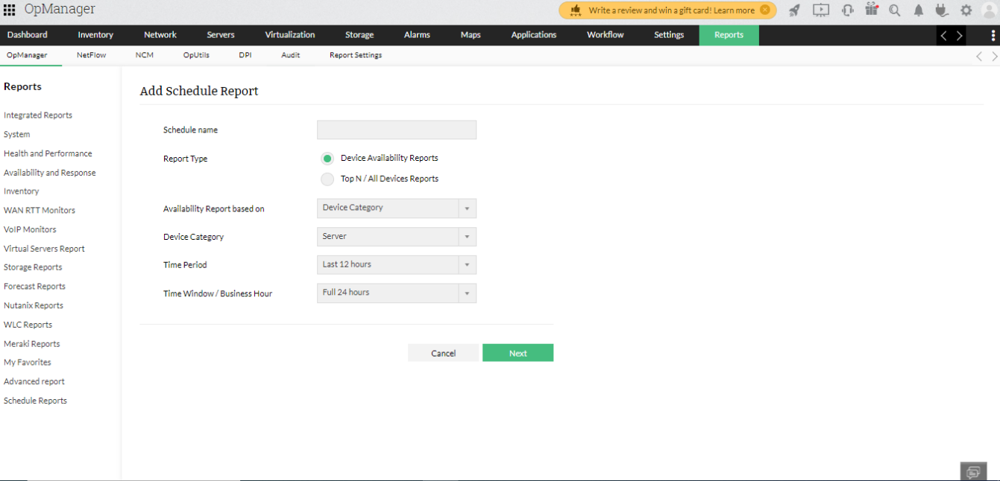 OpManager
Write a review and win a gift card! Learn more
Dashboard Inventory Network Servers Virtualization Storage Alarms Maps Applications Workflow Settings Reports
OpManager NetFlow NCM OpUtils DPI Audit Report Settings
Reports
Integrated Reports
System
Health and Performance
Availability and Response
Inventory
WAN RTT Monitors
VoIP Monitors
Virtual Servers Report
Storage Reports
Forecast Reports
Nutanix Reports
WLC Reports
Meraki Reports
My Favorites
Advanced report
Schedule Reports
Add Schedule Report
Schedule name
Report Type Device Availability Reports
Top N / All Devices Reports
Availability Report based on Device Category
Device Category Server
Time Period Last 12 hours
Time Window / Business Hour Full 24 hours
Cancel Next